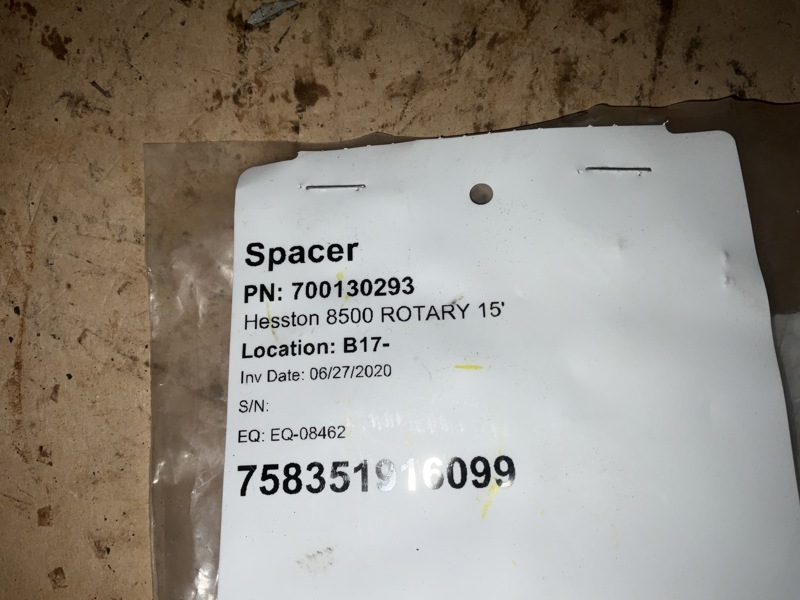 Spacer
PN: 700130293
Hesston 8500 ROTARY 15'
Location: B17-
Inv Date: 06/27/2020
S/N:
EQ: EQ-08462
758351916099